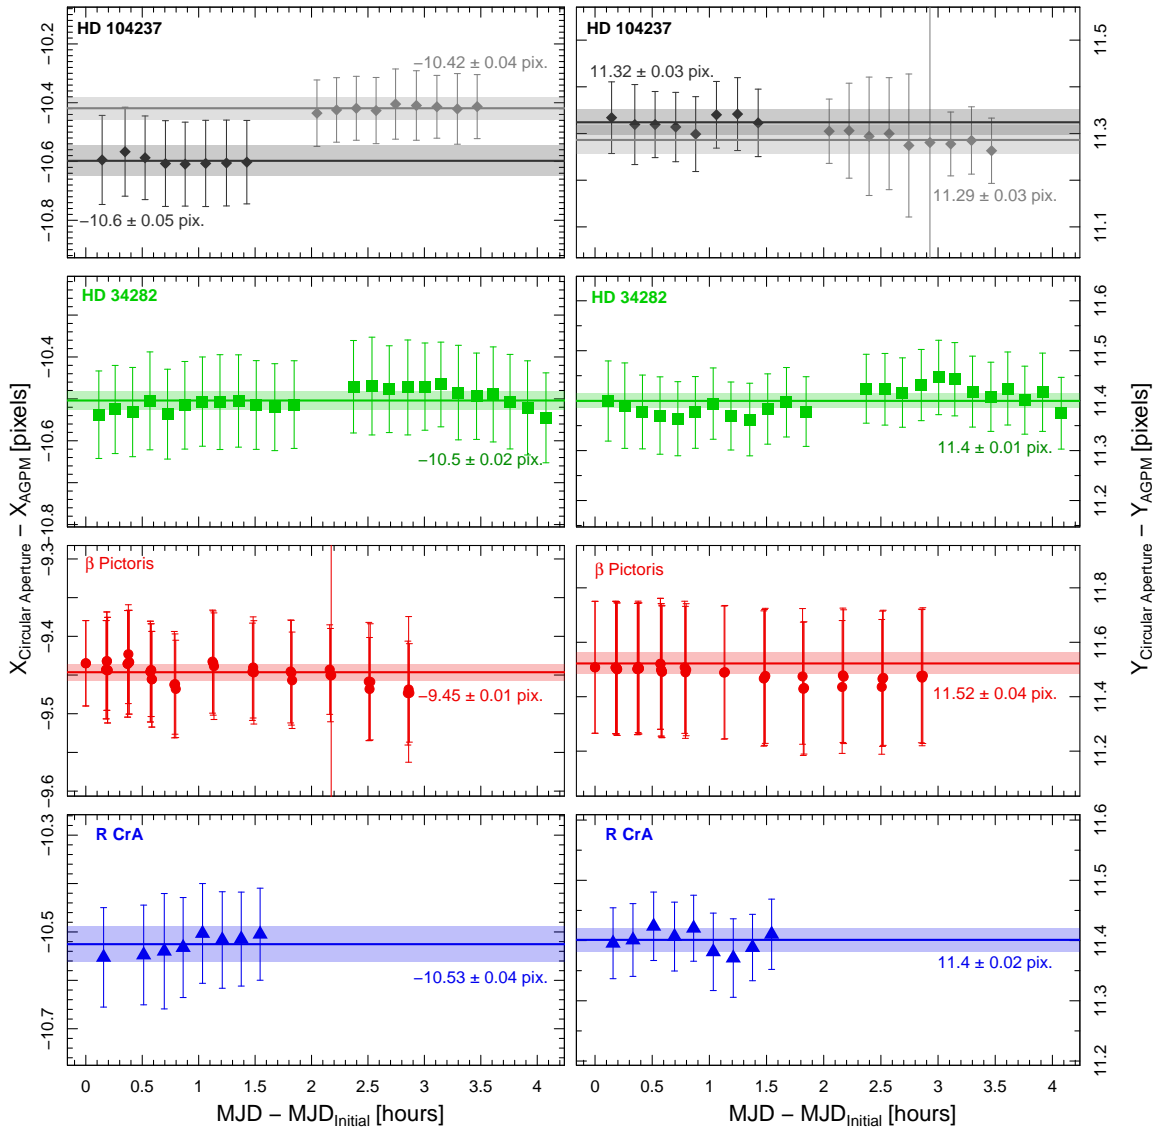 HD 104237
−10.42 ± 0.04 pix.
−10.6 ± 0.05 pix.
−10.2
−10.4
−10.6
−10.8
HD 104237
11.32 ± 0.03 pix.
11.29 ± 0.03 pix.
11.5
11.3
11.1
HD 34282
−10.5 ± 0.02 pix.
−10.4
−10.6
−10.8
HD 34282
11.4 ± 0.01 pix.
11.6
11.5
11.4
11.3
11.2
β Pictoris
−9.45 ± 0.01 pix.
−9.3
−9.4
−9.5
−9.6
β Pictoris
11.52 ± 0.04 pix.
11.8
11.6
11.4
11.2
R CrA
−10.53 ± 0.04 pix.
−10.3
−10.5
−10.7
R CrA
11.4 ± 0.02 pix.
11.6
11.5
11.4
11.3
11.2
0 0.5 1 1.5 2 2.5 3 3.5 4
0 0.5 1 1.5 2 2.5 3 3.5 4
MJD − MJDInitial [hours]
MJD − MJDInitial [hours]
XCircular Aperture − XAGPM [pixels]
YCircular Aperture − YAGPM [pixels]